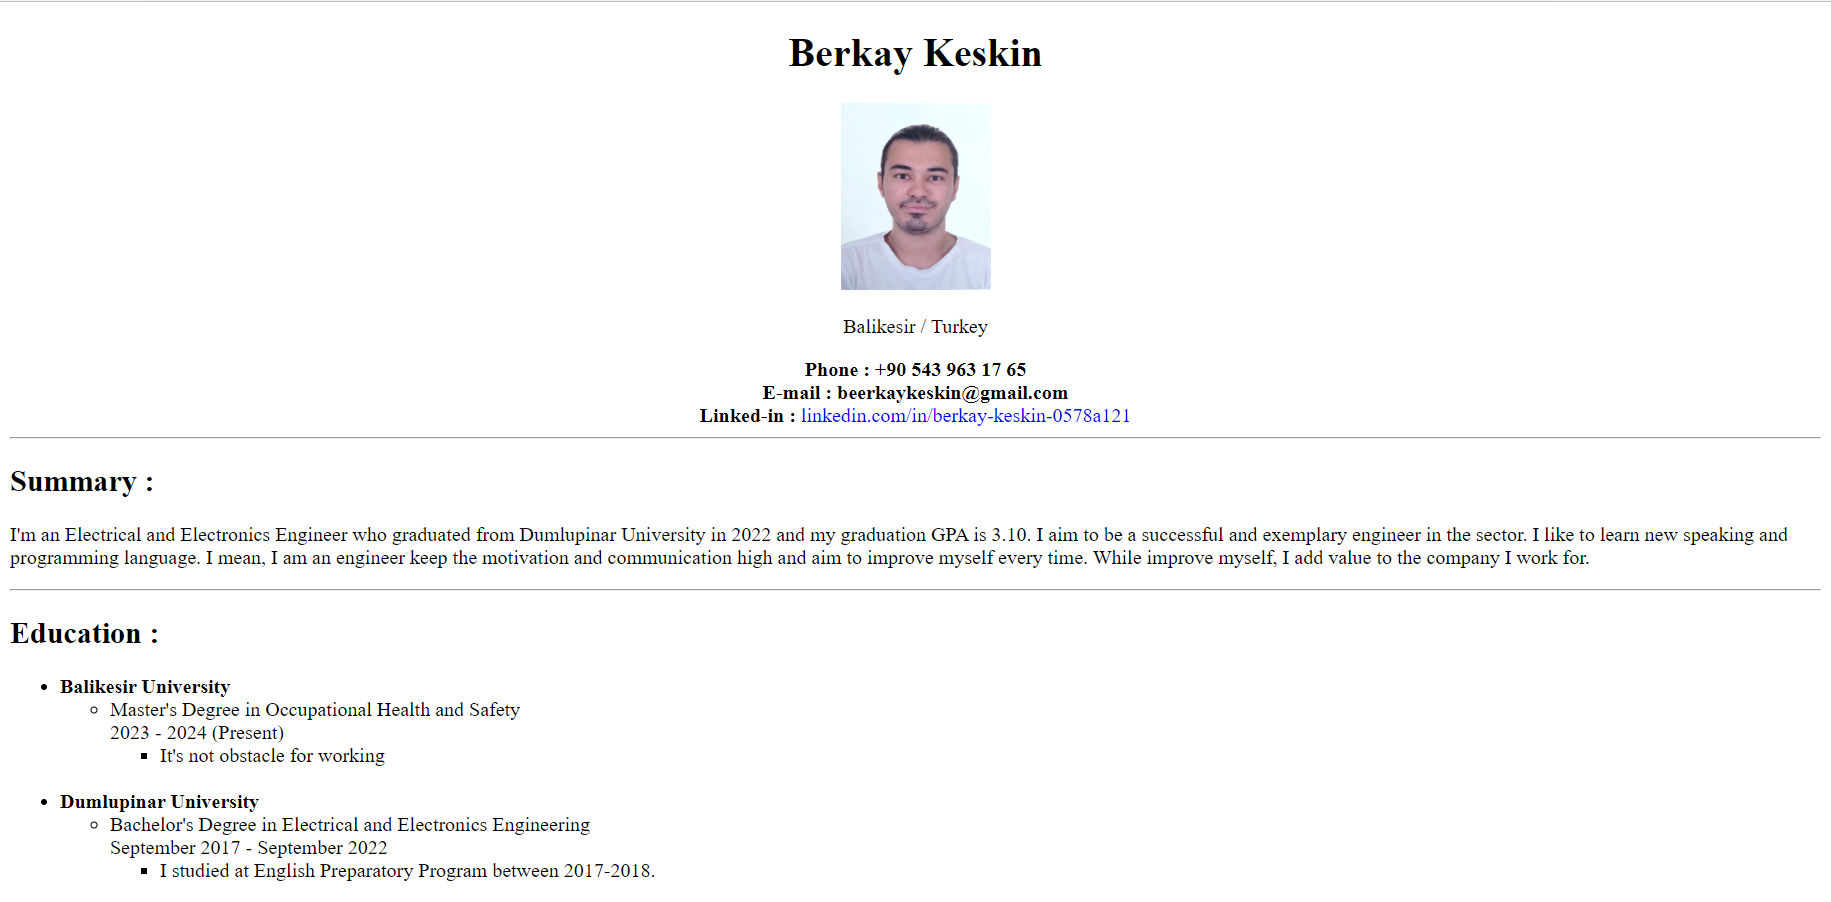 Berkay Keskin
Balikesir / Turkey
Phone : +90 543 963 17 65
E-mail : beerkaykeskin@gmail.com
Linked-in : linkedin.com/in/berkay-keskin-0578a121
Summary :
I'm an Electrical and Electronics Engineer who graduated from Dumlupinar University in 2022 and my graduation GPA is 3.10. I aim to be a successful and exemplary engineer in the sector. I like to learn new speaking and
programming language. I mean, I am an engineer keep the motivation and communication high and aim to improve myself every time. While improve myself, I add value to the company I work for.
Education :
• Balikesir University
◦ Master's Degree in Occupational Health and Safety
2023 - 2024 (Present)
▪ It's not obstacle for working
• Dumlupinar University
◦ Bachelor's Degree in Electrical and Electronics Engineering
September 2017 - September 2022
▪ I studied at English Preparatory Program between 2017-2018.